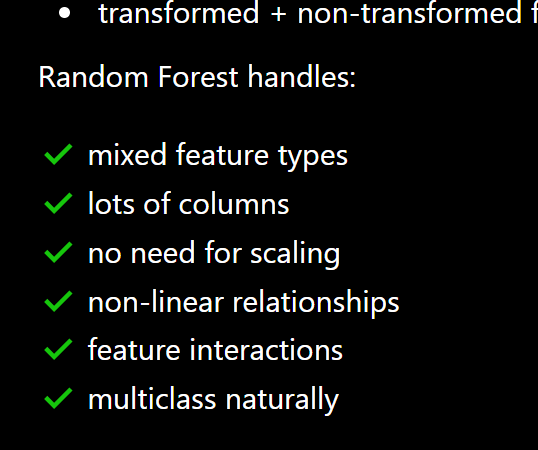 • transformed + non-transformed
Random Forest handles:
✓ mixed feature types
✓ lots of columns
✓ no need for scaling
✓ non-linear relationships
✓ feature interactions
✓ multiclass naturally